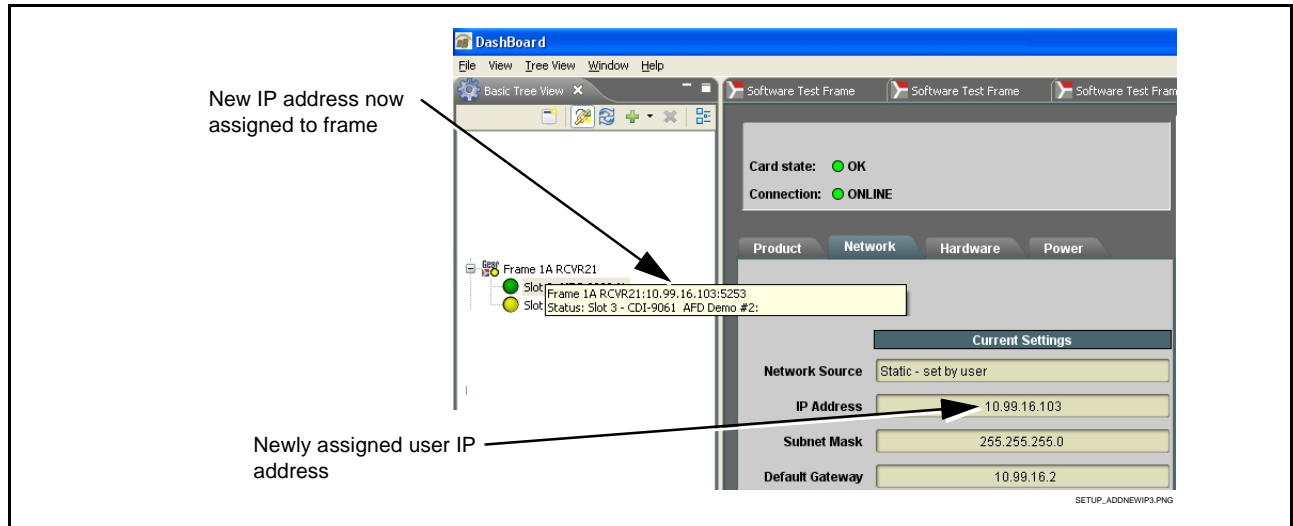 DashBoard
File View Tree View Window Help
Basic Tree View
Software Test Frame
Software Test Frame
Software Test Fram
New IP address now
assigned to frame
Card state: OK
Connection: ONLINE
Product Network Hardware Power
Frame 1A RCVR21
Slot
Frame 1A RCVR21:10.99.16.103:5253
Slot
Status: Slot 3 - CDI-9061 AFD Demo #2:
Current Settings
Network Source Static - set by user
IP Address 10.99.16.103
Newly assigned user IP
address
Subnet Mask 255.255.255.0
Default Gateway 10.99.16.2
SETUP_ADDNEWIP3.PNG